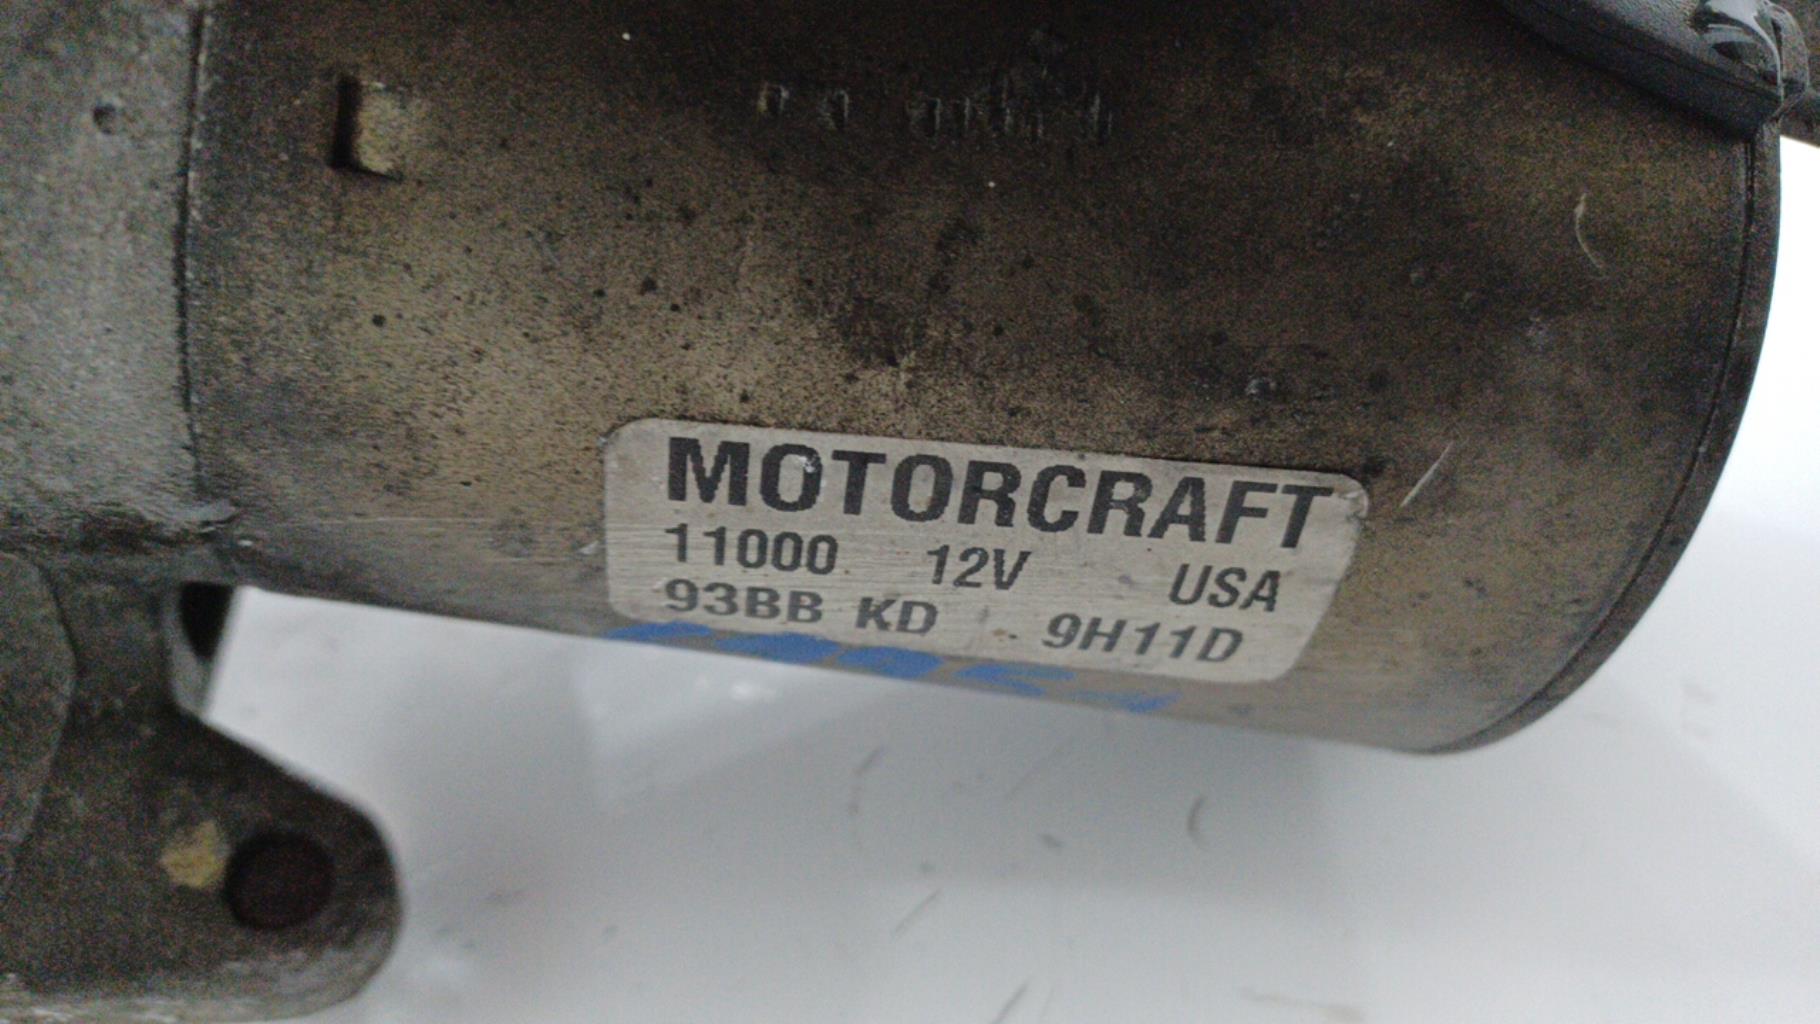 MOTORCRAFT
11000 12V USA
93BB KD 9H11D